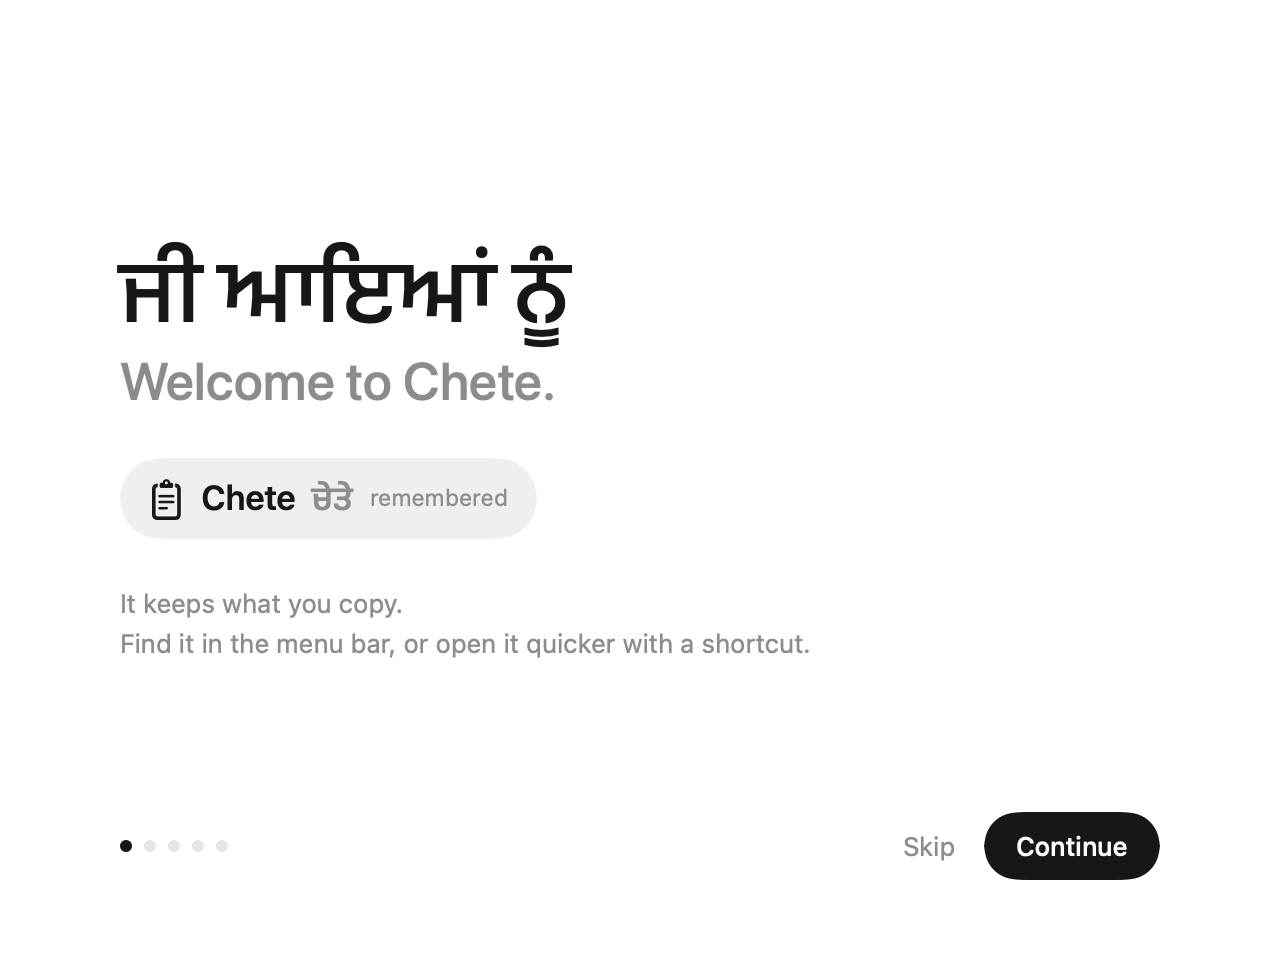 ਜੀ ਆਇਆਂ ਨੂੰ
Welcome to Chete.
Chete ਚੇਤੇ remembered
It keeps what you copy.
Find it in the menu bar, or open it quicker with a shortcut.
Skip Continue